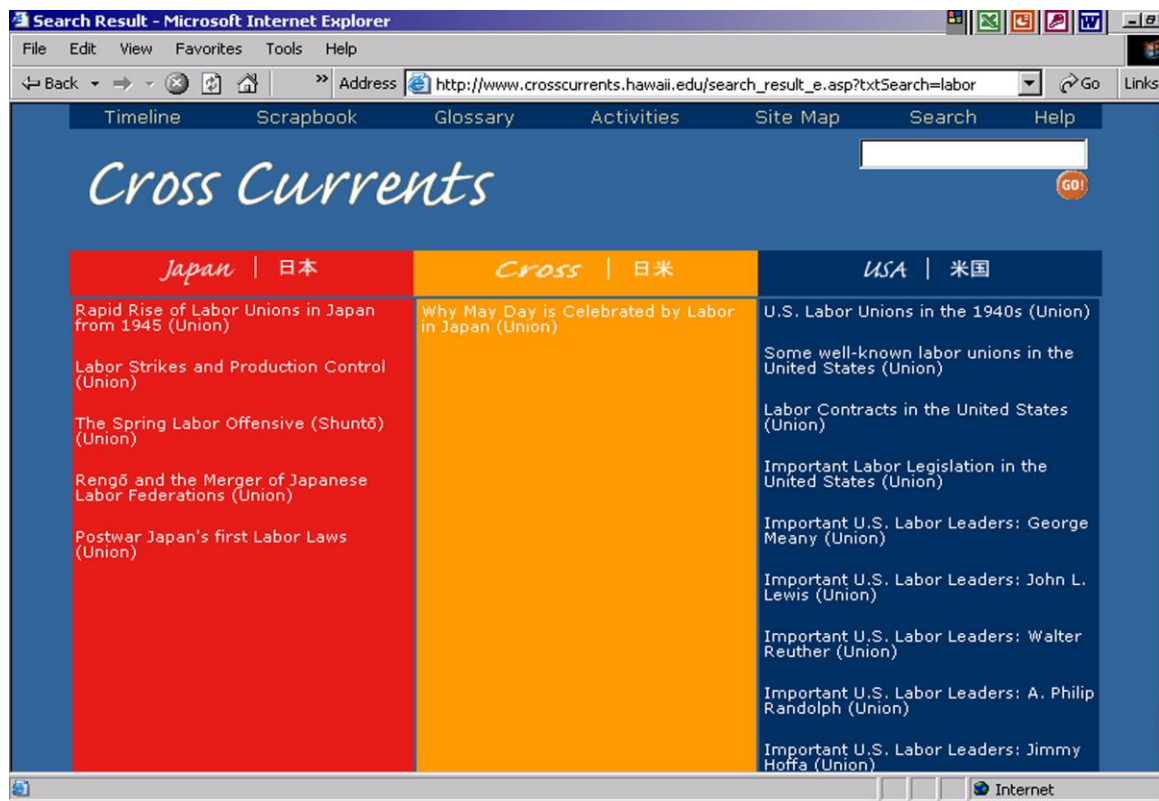 Search Result - Microsoft Internet Explorer
File Edit View Favorites Tools Help
Back » Address http://www.crosscurrents.hawaii.edu/search_result_e.asp?txtSearch=labor Go Links
Timeline Scrapbook Glossary Activities Site Map Search Help
Cross Currents
GO!
Japan | 日本
Rapid Rise of Labor Unions in Japan
from 1945 (Union)
Labor Strikes and Production Control
(Union)
The Spring Labor Offensive (Shuntō)
(Union)
Rengō and the Merger of Japanese
Labor Federations (Union)
Postwar Japan's first Labor Laws
(Union)
Cross | 日米
Why May Day is Celebrated by Labor
in Japan (Union)
USA | 米国
U.S. Labor Unions in the 1940s (Union)
Some well-known labor unions in the
United States (Union)
Labor Contracts in the United States
(Union)
Important Labor Legislation in the
United States (Union)
Important U.S. Labor Leaders: George
Meany (Union)
Important U.S. Labor Leaders: John L.
Lewis (Union)
Important U.S. Labor Leaders: Walter
Reuther (Union)
Important U.S. Labor Leaders: A. Philip
Randolph (Union)
Important U.S. Labor Leaders: Jimmy
Hoffa (Union)
Internet